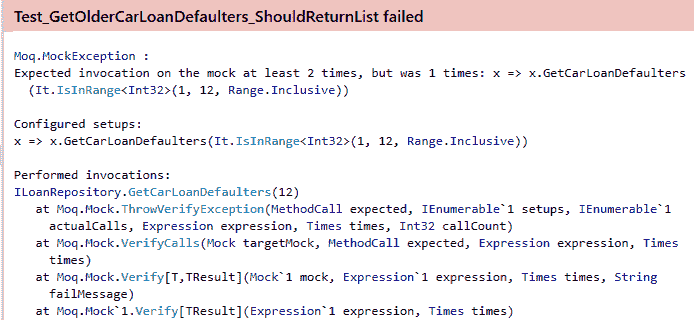 Test_GetOlderCarLoanDefaulters_ShouldReturnList failed
Moq.MockException :
Expected invocation on the mock at least 2 times, but was 1 times: x => x.GetCarLoanDefaulters
(It.IsInRange<Int32>(1, 12, Range.Inclusive))
Configured setups:
x => x.GetCarLoanDefaulters(It.IsInRange<Int32>(1, 12, Range.Inclusive))
Performed invocations:
ILoanRepository.GetCarLoanDefaulters(12)
at Moq.Mock.ThrowVerifyException(MethodCall expected, IEnumerable`1 setups, IEnumerable`1
actualCalls, Expression expression, Times times, Int32 callCount)
at Moq.Mock.VerifyCalls(Mock targetMock, MethodCall expected, Expression expression, Times
times)
at Moq.Mock.Verify[T,TResult](Mock`1 mock, Expression`1 expression, Times times, String
failMessage)
at Moq.Mock`1.Verify[TResult](Expression`1 expression, Times times)